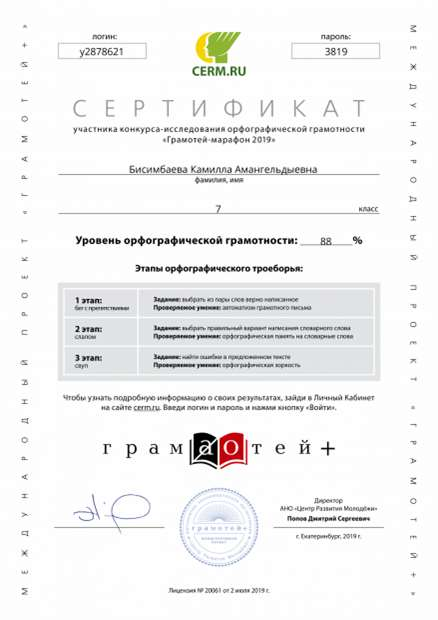 логин:
y2878621
CERM.RU
пароль:
3819
СЕРТИФИКАТ
участника конкурса-исследования орфографической грамотности
«Грамотей-марафон 2019»
Бисимбаева Камилла Амангельдыевна
фамилия, имя
7 класс
Уровень орфографической грамотности: 88 %
Этапы орфографического троеборья:
1 этап:
бег с препятствиями
Задание: выбрать из пары слов верно написанное
Проверяемое умение: автоматизм грамотного письма
2 этап:
слалом
Задание: выбрать правильный вариант написания словарного слова
Проверяемое умение: орфографическая память на словарные слова
3 этап:
скуп
Задание: найти ошибки в предложенном тексте
Проверяемое умение: орфографическая зоркость
Чтобы узнать подробную информацию о своих результатах, зайди в Личный Кабинет
на сайте cerm.ru. Введи логин и пароль и нажми кнопку «Войти».
грамаотей+
Директор
АНО «Центр Развития Молодёжи»
Попов Дмитрий Сергеевич
г. Екатеринбург, 2019 г.
грамотей+
Лицензия № 20061 от 2 июля 2019 г.
МЕЖДУНАРОДНЫЙ ПРОЕКТ «ГРАМОТЕЙ+»
МЕЖДУНАРОДНЫЙ ПРОЕКТ «ГРАМОТЕЙ+»